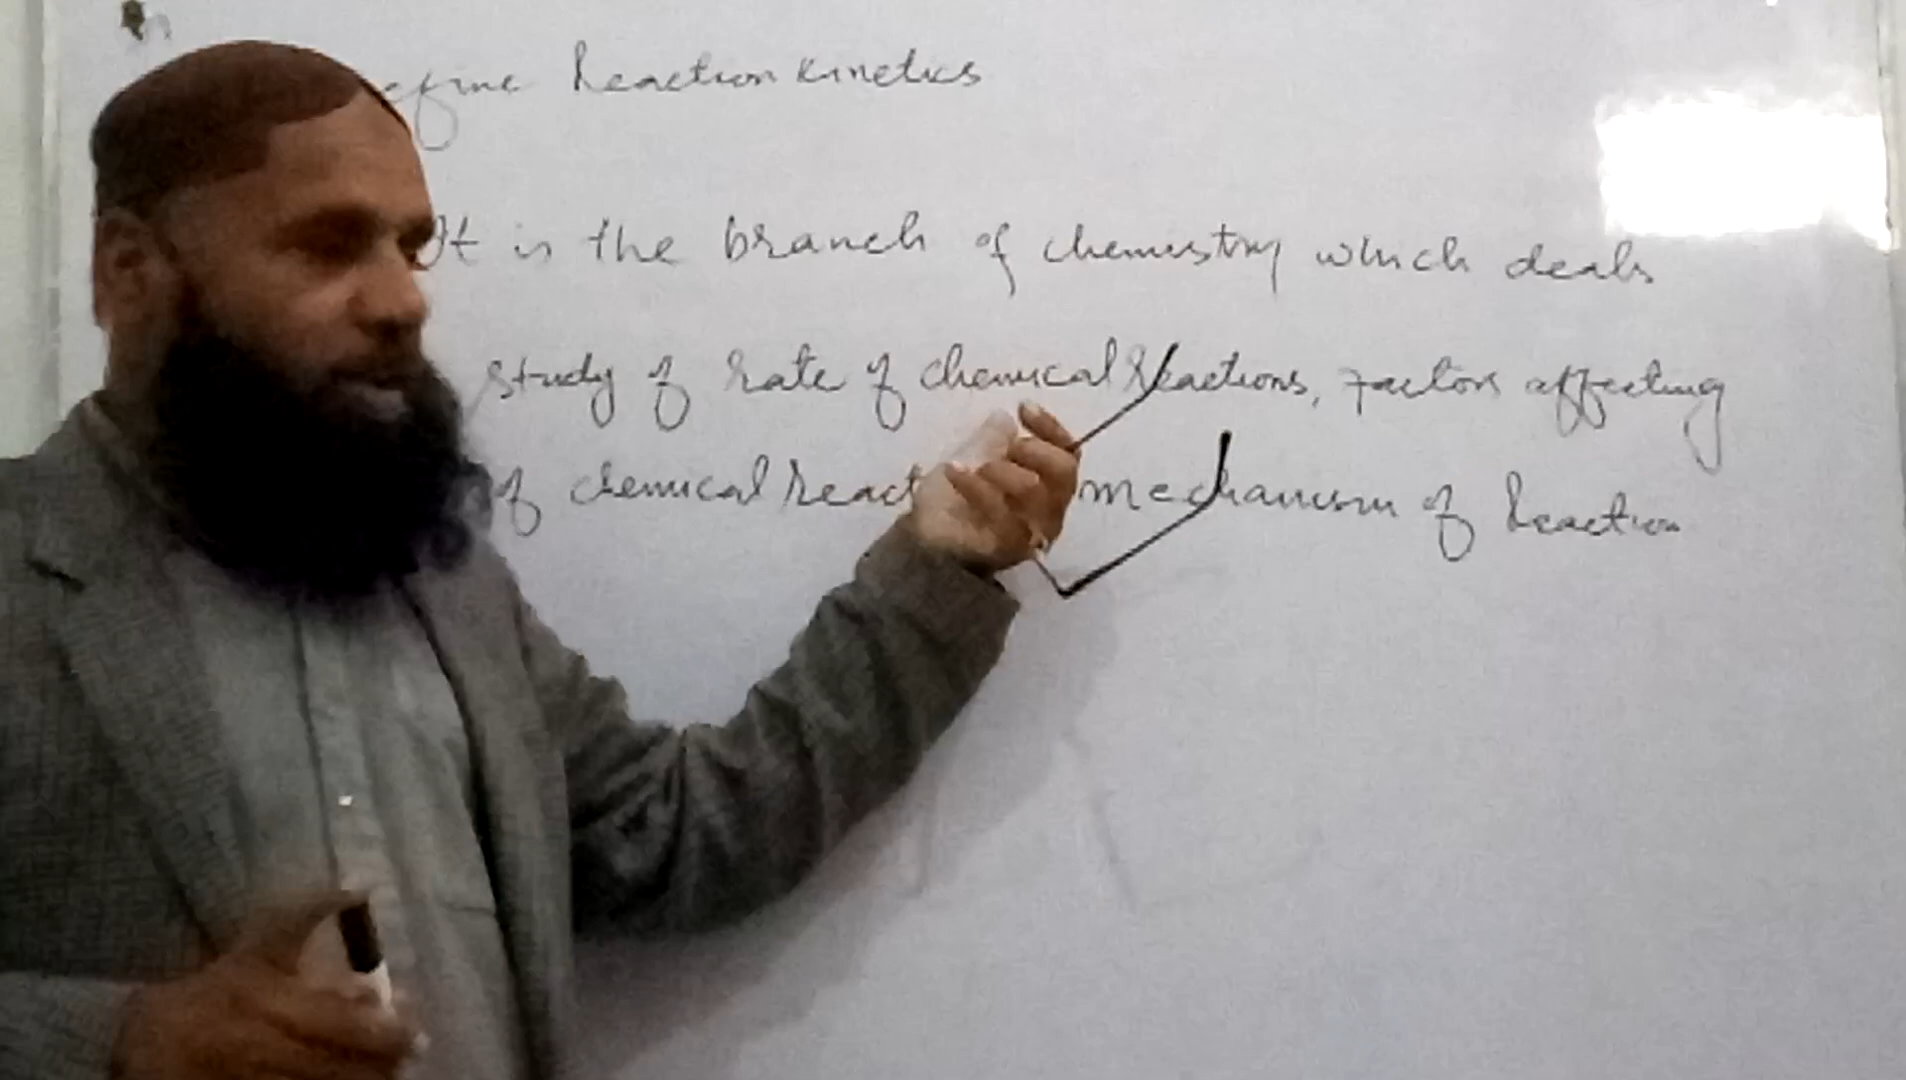 efine Reaction kinetics
It is the branch of chemistry which deals
study of rate of chemical reactions, Factors affecting
of chemical react mechanism of Reaction